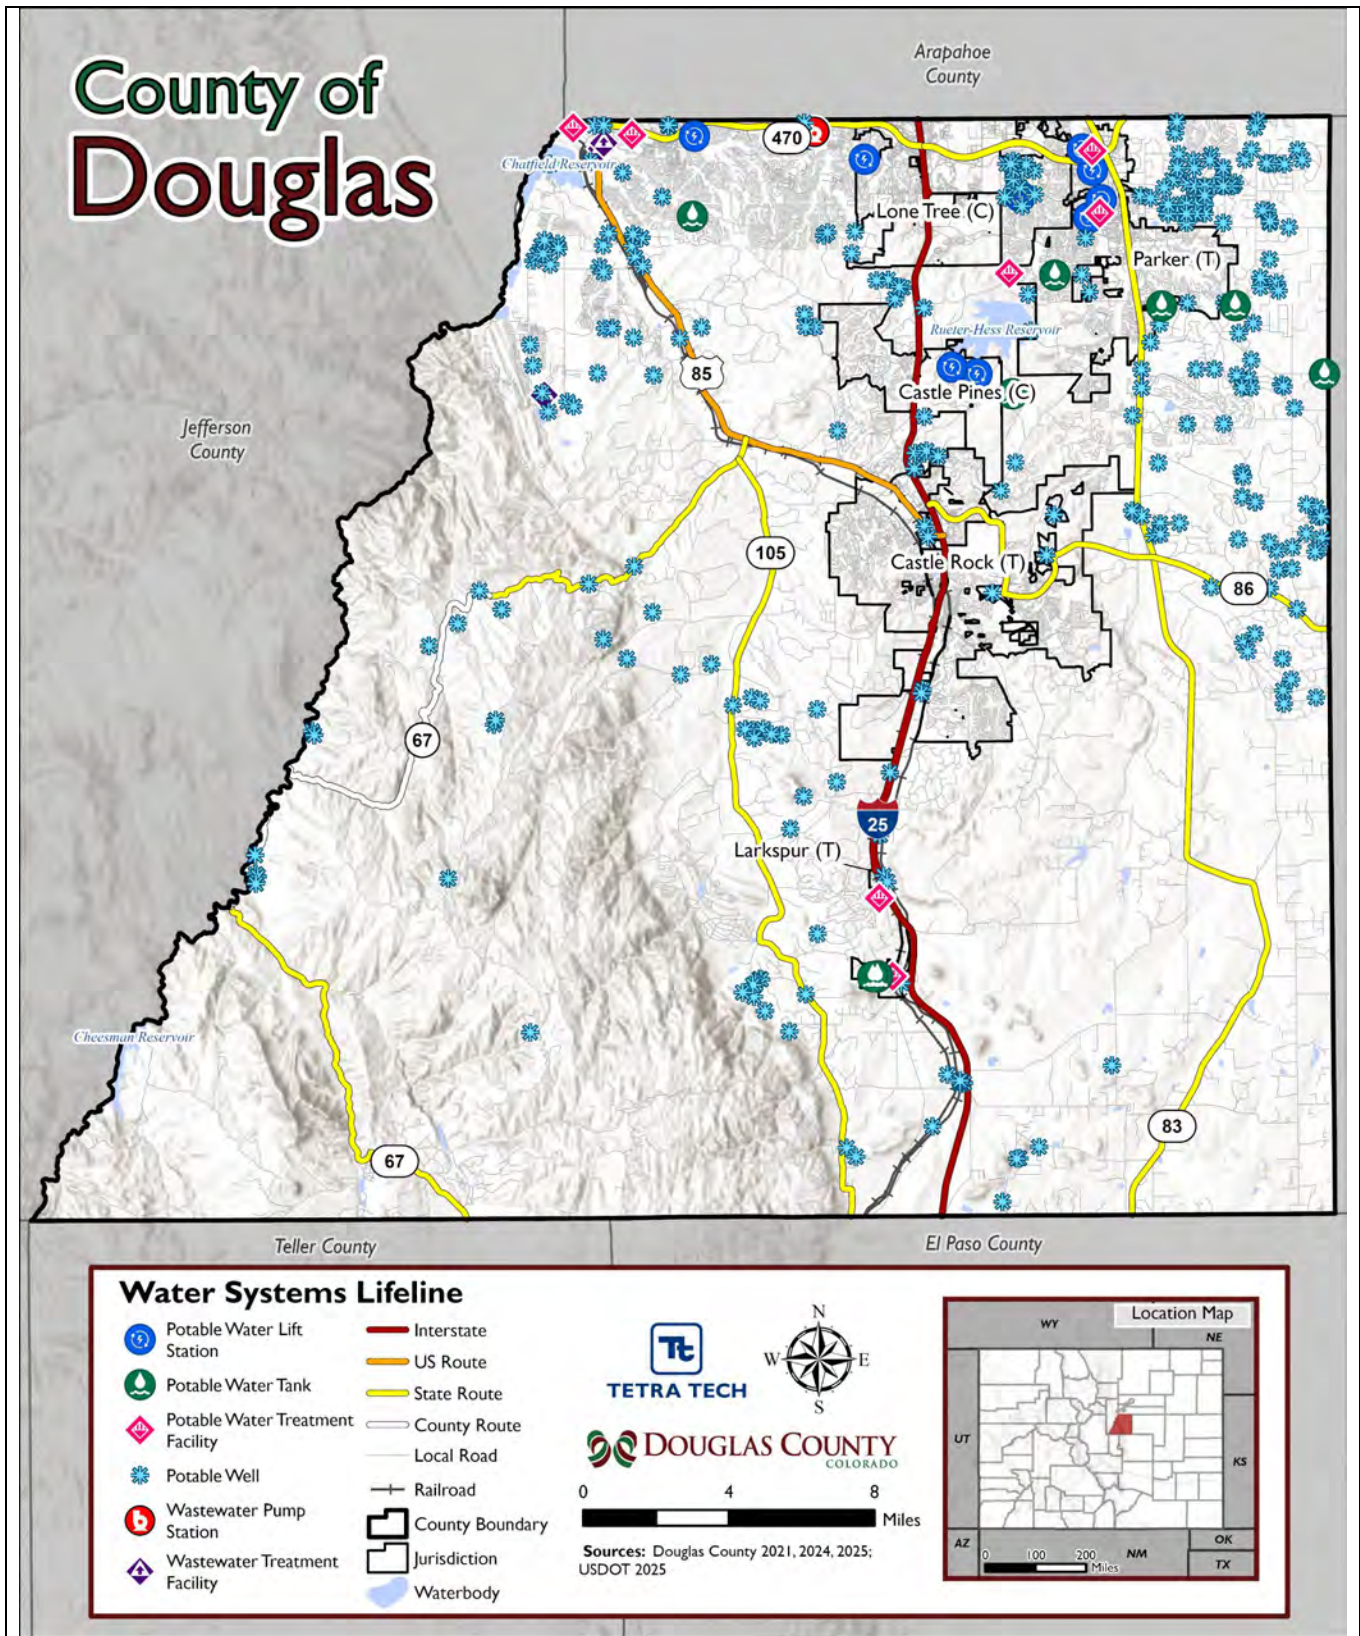 County of
Douglas
Arapahoe
County
470
Chatfield Reservoir
Lone Tree (C)
Parker (T)
Rueter-Hess Reservoir
85
Castle Pines (C)
Jefferson
County
105
Castle Rock (T)
86
67
25
Larkspur (T)
Cheesman Reservoir
83
67
Teller County
El Paso County
Water Systems Lifeline
Potable Water Lift
Station
Potable Water Tank
Potable Water Treatment
Facility
Potable Well
Wastewater Pump
Station
Wastewater Treatment
Facility
Interstate
US Route
State Route
County Route
Local Road
Railroad
County Boundary
Jurisdiction
Waterbody
Tt
TETRA TECH
N
W E
S
DOUGLAS COUNTY
COLORADO
0 4 8
Miles
Sources: Douglas County 2021, 2024, 2025;
USDOT 2025
Location Map
WY
NE
UT
KS
AZ
NM
OK
TX
0 100 200
Miles